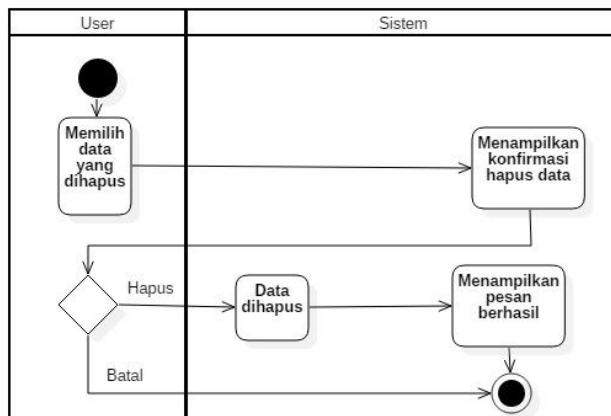 User
Sistem
Memilih
data
yang
dihapus
Menampilkan
konfirmasi
hapus data
Hapus
Data
dihapus
Menampilkan
pesan
berhasil
Batal